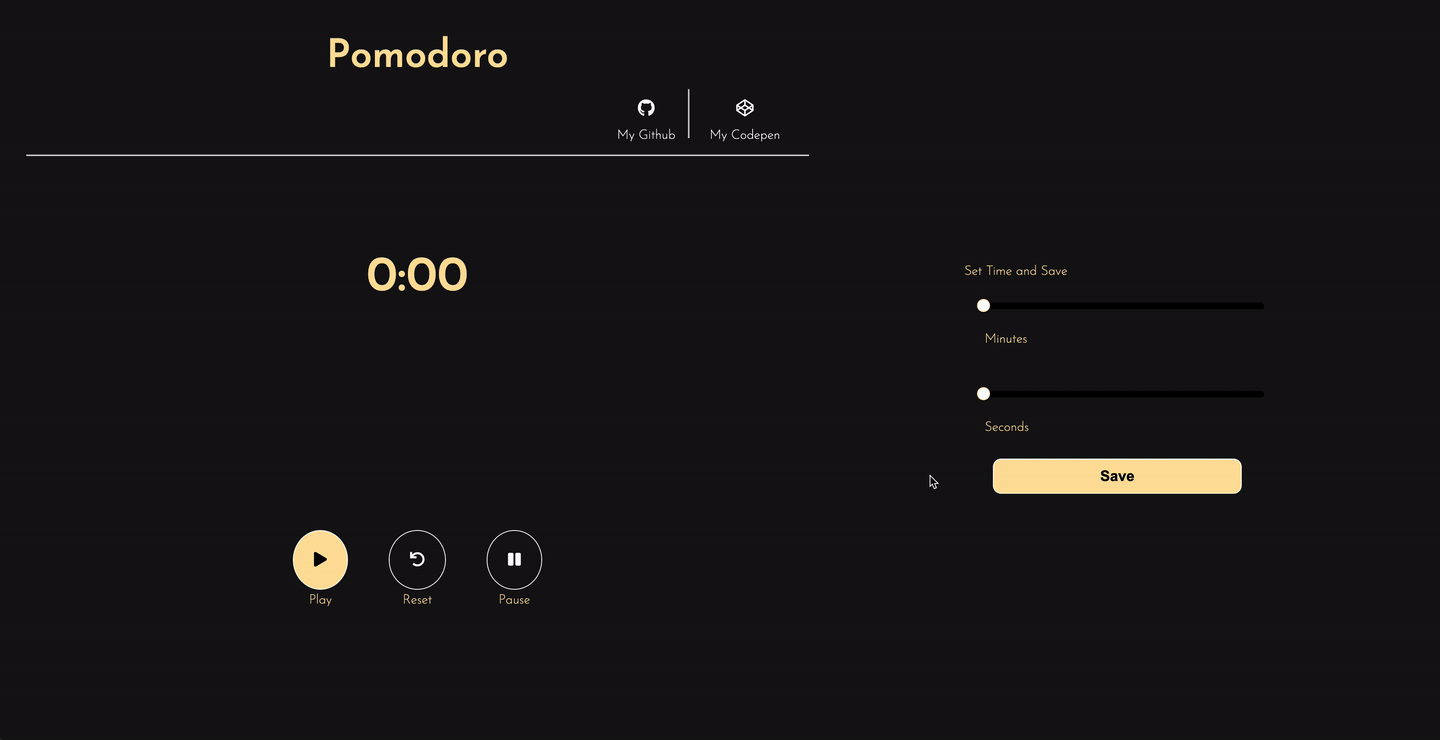 Pomodoro
My Github
My Codepen
0:00
Set Time and Save
Minutes
Seconds
Save
Play
Reset
Pause